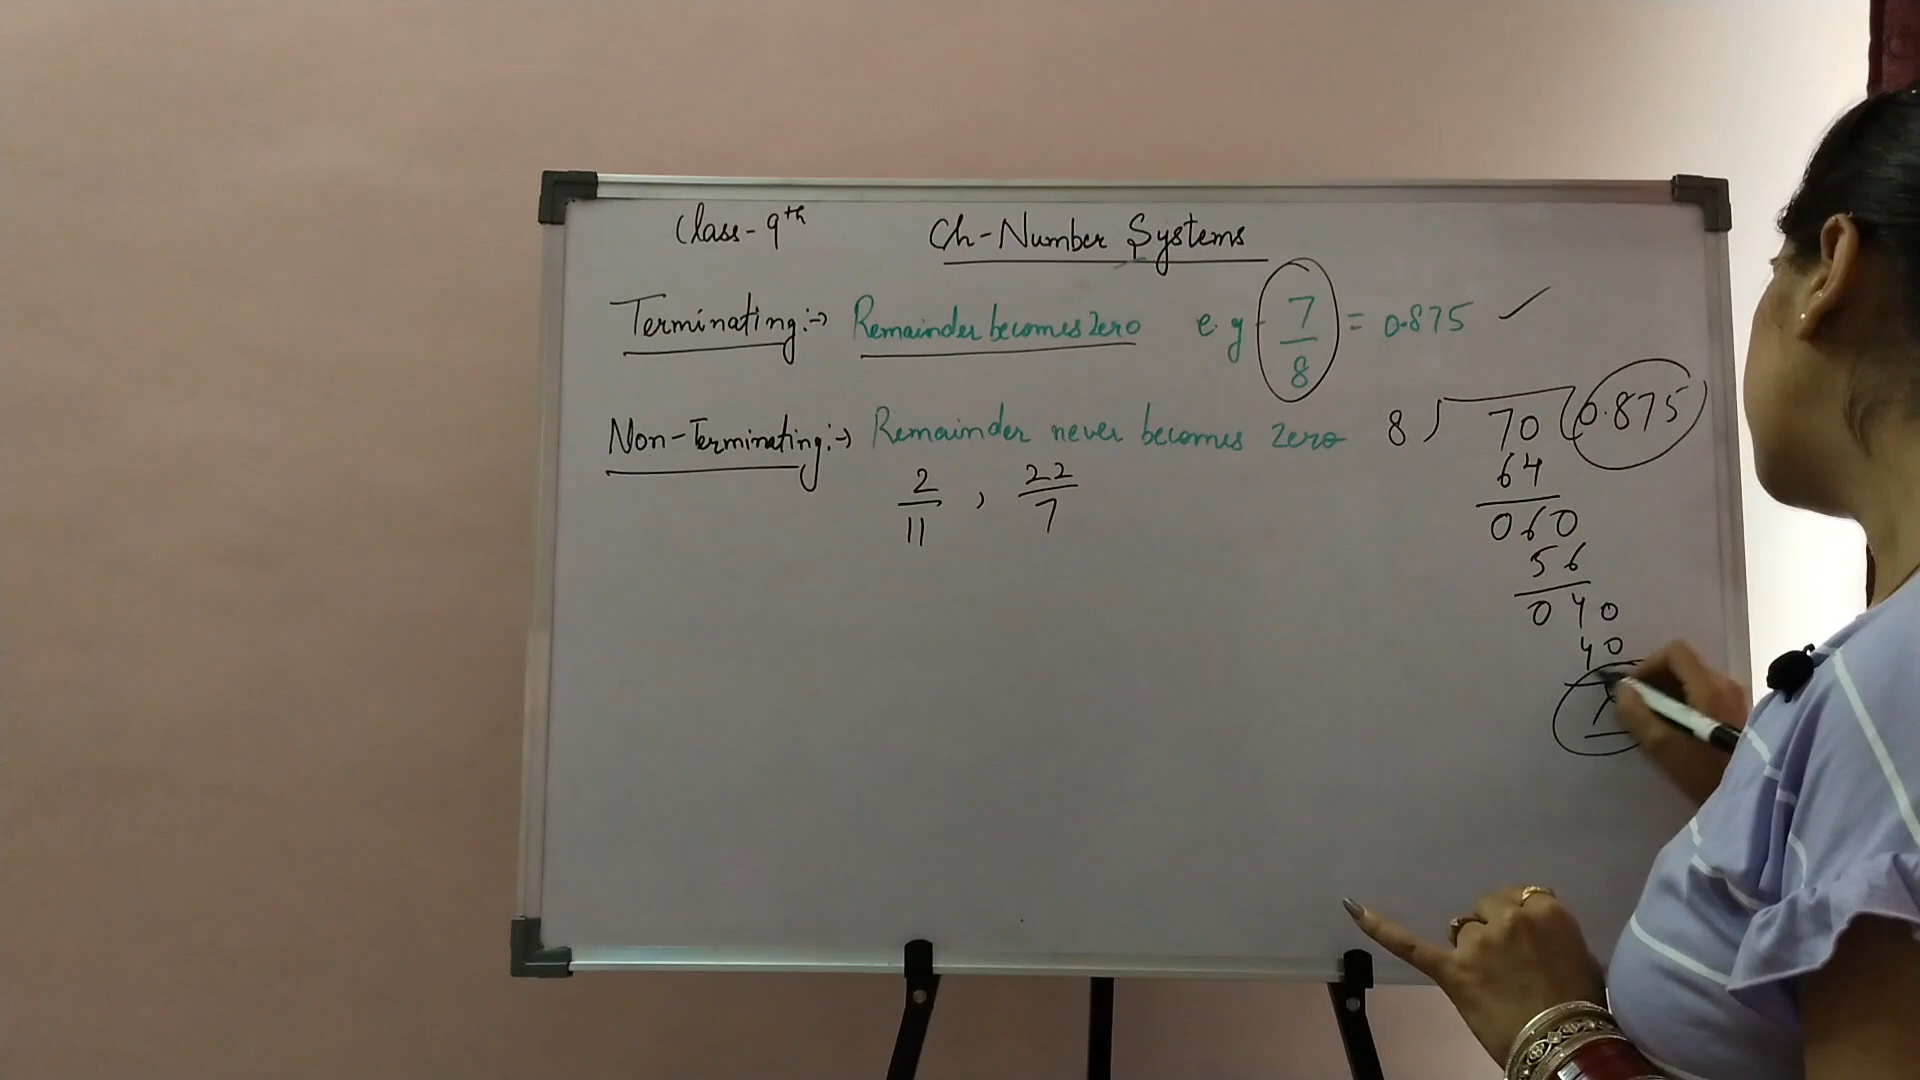 Class-9th Ch-Number Systems
Terminating:-> Remainder becomes Zero e.g - 7/8 = 0.875 ✓
Non-Terminating:-> Remainder never becomes zero
2/11 , 22/7
8) 70 (0.875
64
060
56
040
40